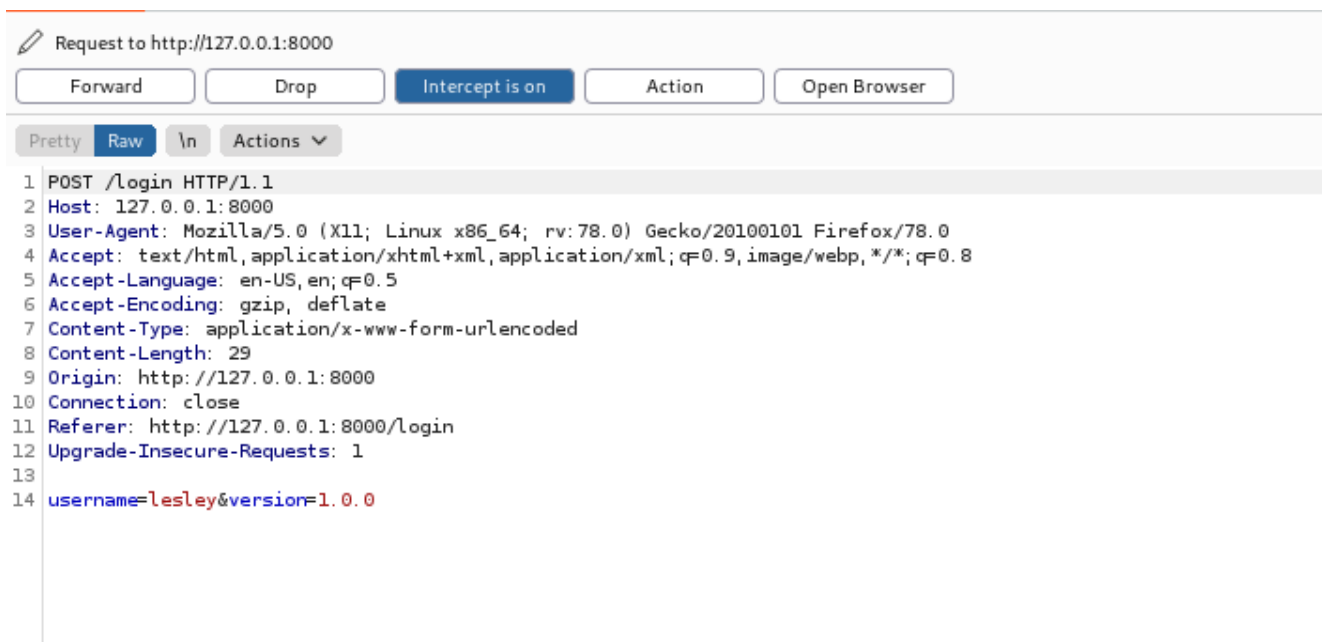 Request to http://127.0.0.1:8000
Forward Drop Intercept is on Action Open Browser
Pretty Raw \n Actions
1 POST /login HTTP/1.1
2 Host: 127.0.0.1:8000
3 User-Agent: Mozilla/5.0 (X11; Linux x86_64; rv:78.0) Gecko/20100101 Firefox/78.0
4 Accept: text/html,application/xhtml+xml,application/xml;q=0.9,image/webp,*/*;q=0.8
5 Accept-Language: en-US,en;q=0.5
6 Accept-Encoding: gzip, deflate
7 Content-Type: application/x-www-form-urlencoded
8 Content-Length: 29
9 Origin: http://127.0.0.1:8000
10 Connection: close
11 Referer: http://127.0.0.1:8000/login
12 Upgrade-Insecure-Requests: 1
13
14 username=lesley&version=1.0.0